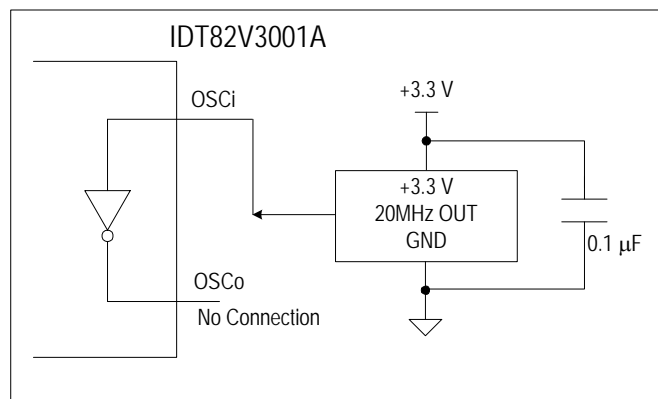 IDT82V3001A
OSCi
+3.3 V
+3.3 V
20MHz OUT
GND
0.1 µF
OSCo
No Connection